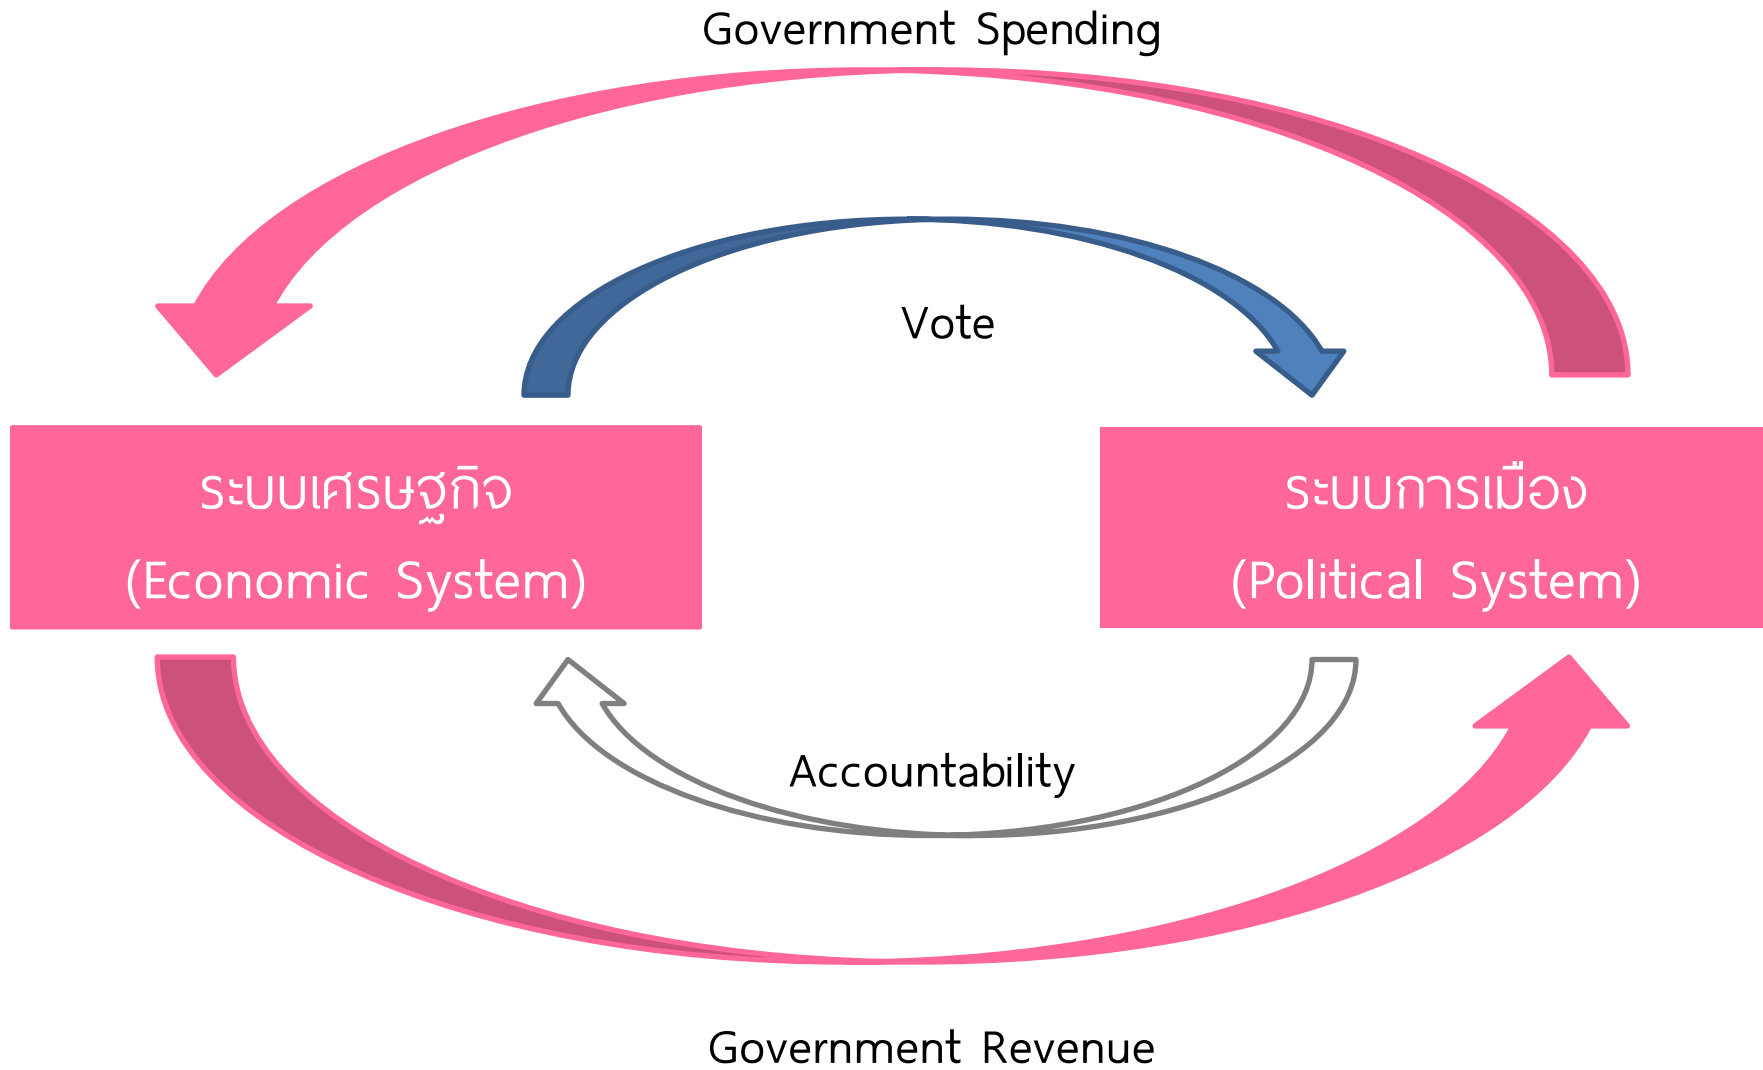 Government Spending
Vote
ระบบเศรษฐกิจ
(Economic System)
ระบบการเมือง
(Political System)
Accountability
Government Revenue